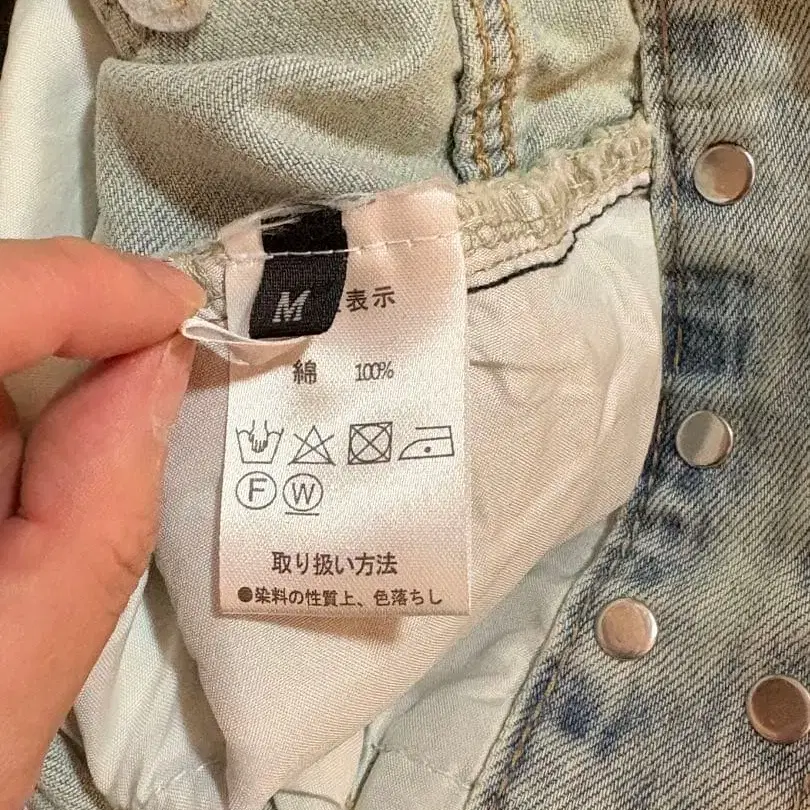 M
表示
綿 100%
F W
取り扱い方法
●染料の性質上、色落ちし